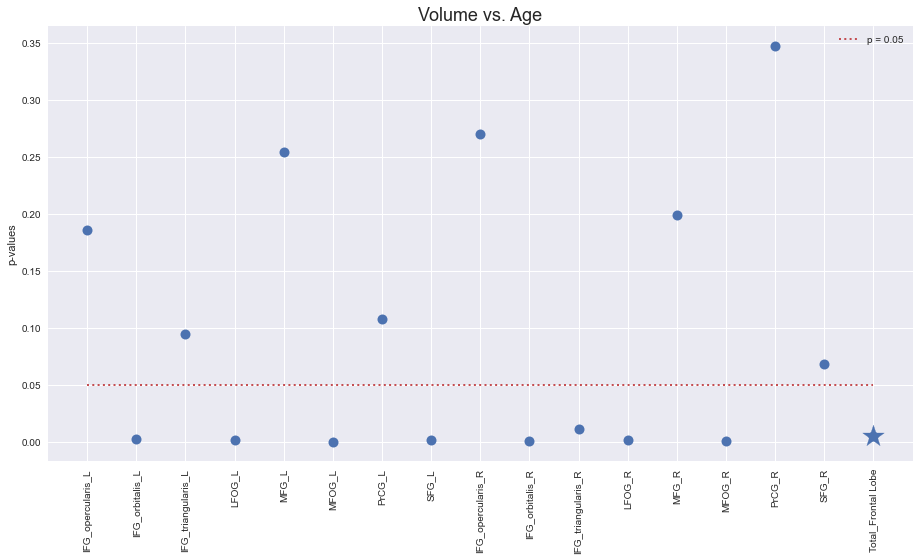 Volume vs. Age
p = 0.05
p-values
0.35
0.30
0.25
0.20
0.15
0.10
0.05
0.00
IFG_opercularis_L
IFG_orbitalis_L
IFG_triangularis_L
LFOG_L
MFG_L
MFOG_L
PrCG_L
SFG_L
IFG_opercularis_R
IFG_orbitalis_R
IFG_triangularis_R
LFOG_R
MFG_R
MFOG_R
PrCG_R
SFG_R
Total_Frontal Lobe